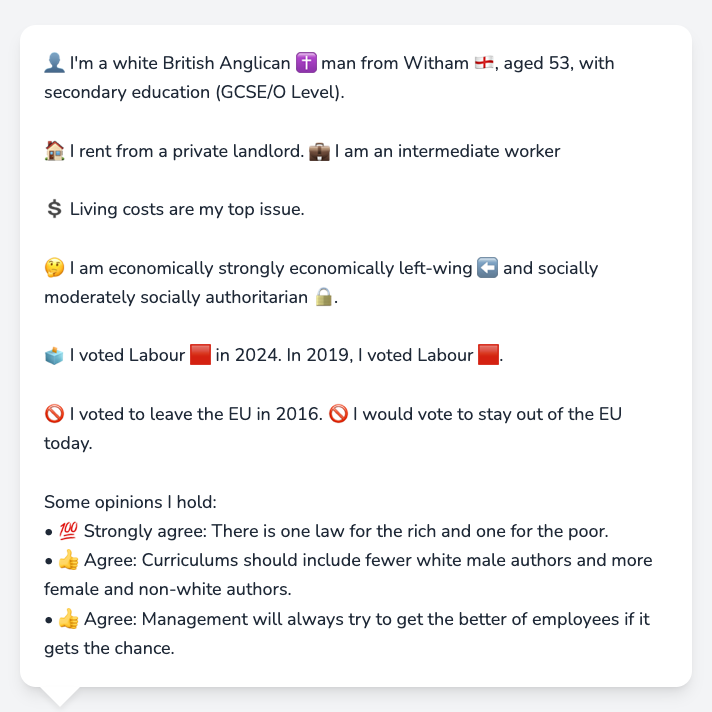 👤 I'm a white British Anglican ✝️ man from Witham 🏴󠁧󠁢󠁥󠁮󠁧󠁿, aged 53, with
secondary education (GCSE/O Level).
🏠 I rent from a private landlord. 💼 I am an intermediate worker
💲 Living costs are my top issue.
🤔 I am economically strongly economically left-wing ⬅️ and socially
moderately socially authoritarian 🔒.
🗳️ I voted Labour 🟥 in 2024. In 2019, I voted Labour 🟥.
🚫 I voted to leave the EU in 2016. 🚫 I would vote to stay out of the EU
today.
Some opinions I hold:
• 💯 Strongly agree: There is one law for the rich and one for the poor.
• 👍 Agree: Curriculums should include fewer white male authors and more
female and non-white authors.
• 👍 Agree: Management will always try to get the better of employees if it
gets the chance.